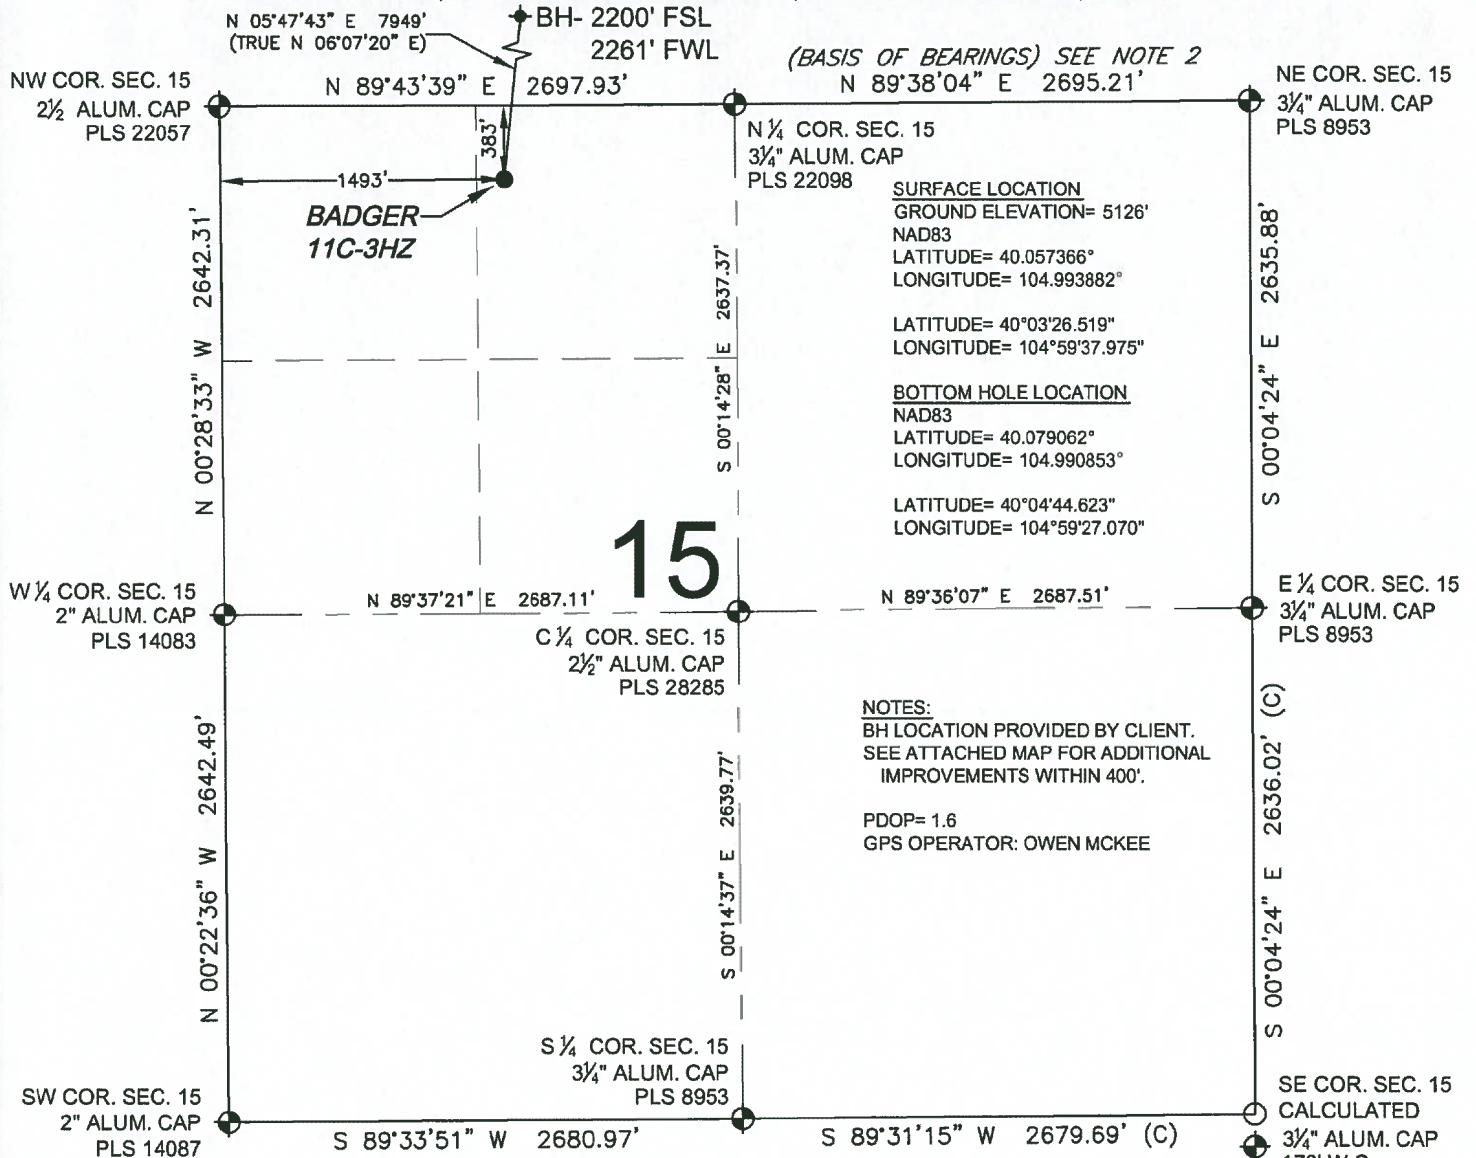 N 05°47'43" E 7949'
(TRUE N 06°07'20" E)
BH- 2200' FSL
2261' FWL
(BASIS OF BEARINGS) SEE NOTE 2
N 89°43'39" E 2697.93'
N 89°38'04" E 2695.21'
NW COR. SEC. 15
2½ ALUM. CAP
PLS 22057
NE COR. SEC. 15
3¼" ALUM. CAP
PLS 8953
N ¼ COR. SEC. 15
3¼" ALUM. CAP
PLS 22098
383'
1493'
BADGER
11C-3HZ
SURFACE LOCATION
GROUND ELEVATION= 5126'
NAD83
LATITUDE= 40.057366°
LONGITUDE= 104.993882°
LATITUDE= 40°03'26.519"
LONGITUDE= 104°59'37.975"
BOTTOM HOLE LOCATION
NAD83
LATITUDE= 40.079062°
LONGITUDE= 104.990853°
LATITUDE= 40°04'44.623"
LONGITUDE= 104°59'27.070"
N 00°28'33" W 2642.31'
S 00°14'28" E 2637.37'
S 00°04'24" E 2635.88'
15
W ¼ COR. SEC. 15
2" ALUM. CAP
PLS 14083
N 89°37'21" E 2687.11'
N 89°36'07" E 2687.51'
E ¼ COR. SEC. 15
3¼" ALUM. CAP
PLS 8953
C ¼ COR. SEC. 15
2½" ALUM. CAP
PLS 28285
NOTES:
BH LOCATION PROVIDED BY CLIENT.
SEE ATTACHED MAP FOR ADDITIONAL
IMPROVEMENTS WITHIN 400'.
PDOP= 1.6
GPS OPERATOR: OWEN MCKEE
N 00°22'36" W 2642.49'
S 00°14'37" E 2639.77'
S 00°04'24" E 2636.02' (C)
S ¼ COR. SEC. 15
3¼" ALUM. CAP
PLS 8953
SW COR. SEC. 15
2" ALUM. CAP
PLS 14087
S 89°33'51" W 2680.97'
S 89°31'15" W 2679.69' (C)
SE COR. SEC. 15
CALCULATED
3¼" ALUM. CAP